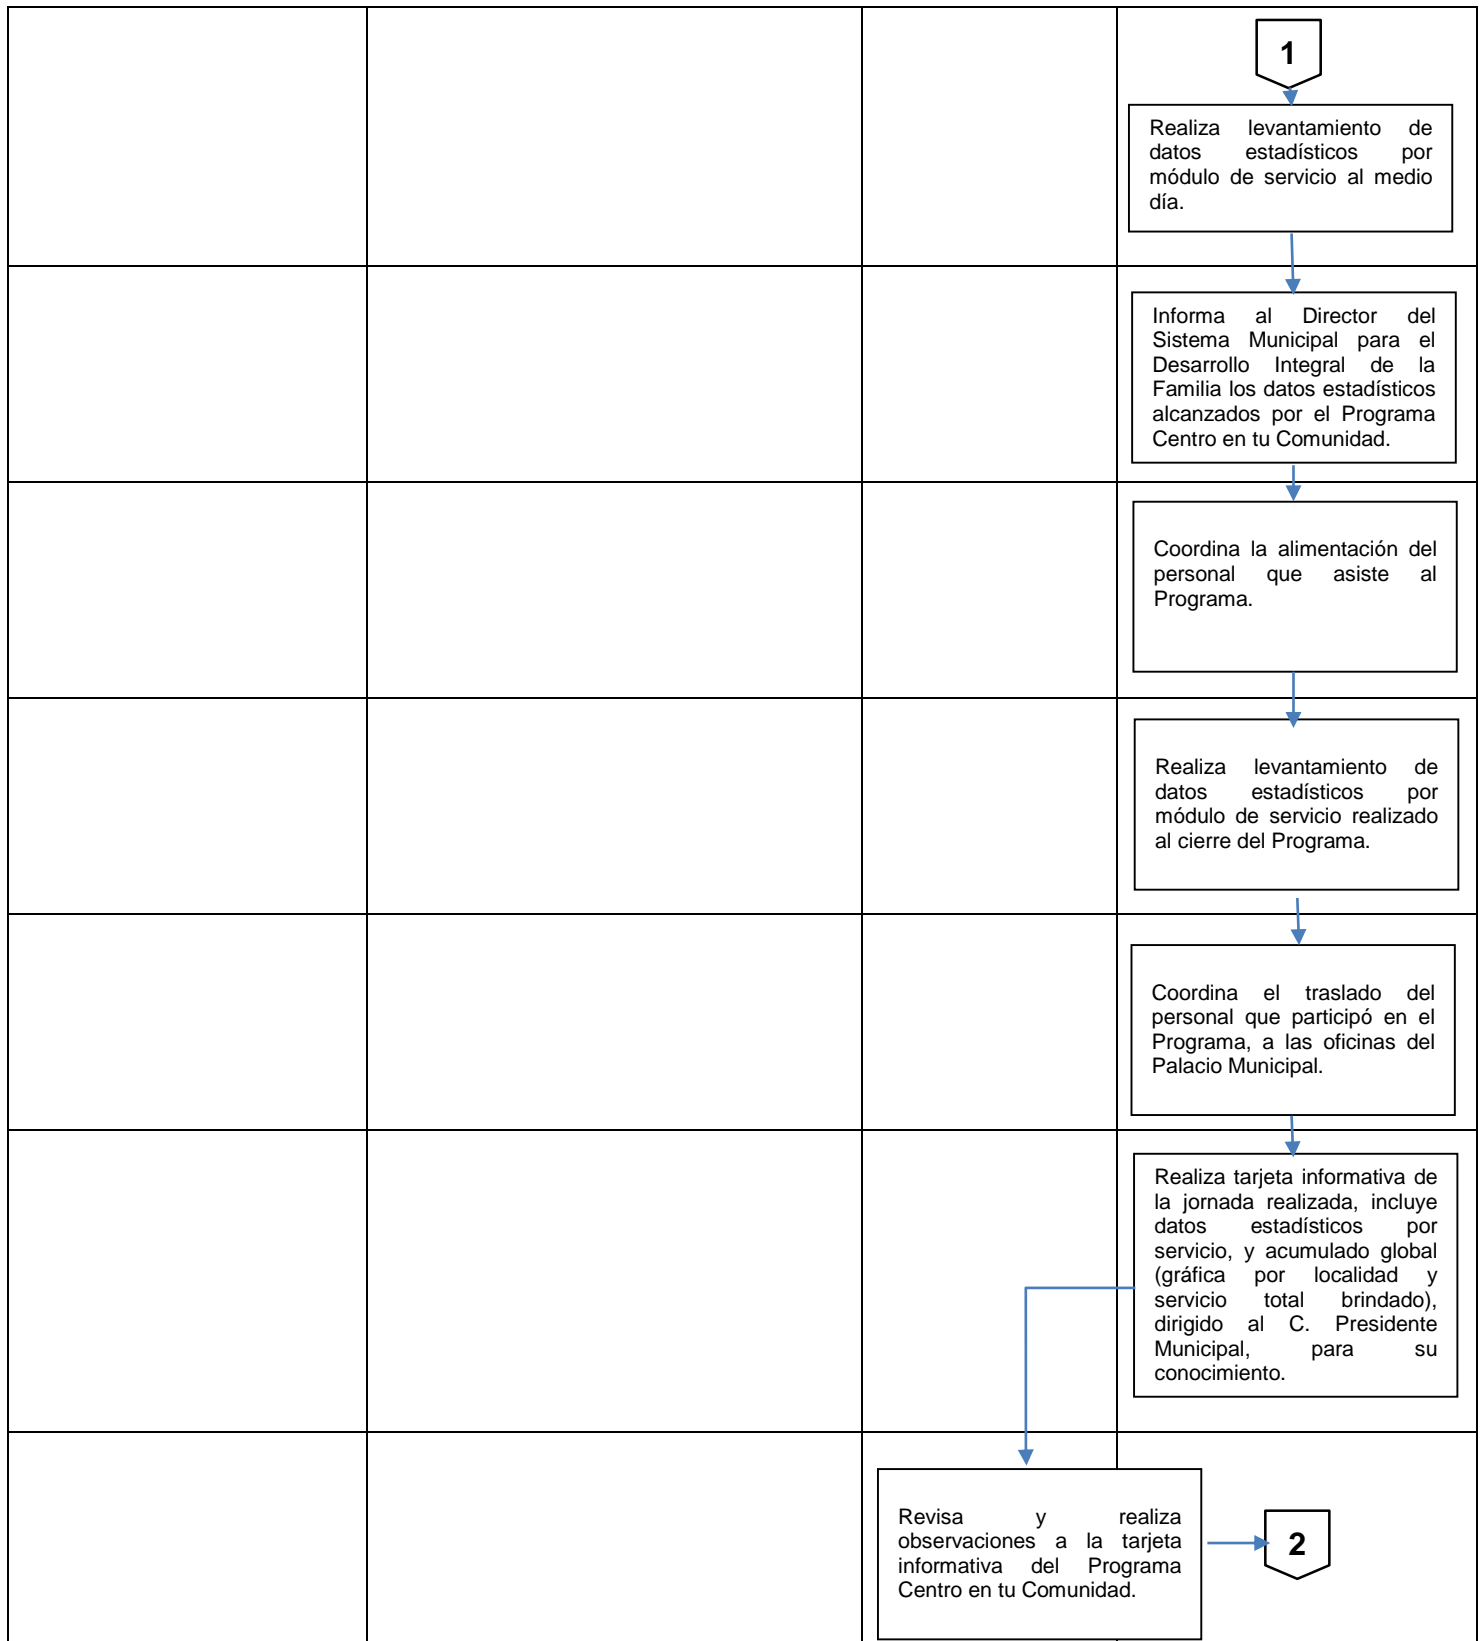 1
Realiza levantamiento de
datos estadísticos por
módulo de servicio al medio
día.
Informa al Director del
Sistema Municipal para el
Desarrollo Integral de la
Familia los datos estadísticos
alcanzados por el Programa
Centro en tu Comunidad.
Coordina la alimentación del
personal que asiste al
Programa.
Realiza levantamiento de
datos estadísticos por
módulo de servicio realizado
al cierre del Programa.
Coordina el traslado del
personal que participó en el
Programa, a las oficinas del
Palacio Municipal.
Realiza tarjeta informativa de
la jornada realizada, incluye
datos estadísticos por
servicio, y acumulado global
(gráfica por localidad y
servicio total brindado),
dirigido al C. Presidente
Municipal, para su
conocimiento.
Revisa y realiza
observaciones a la tarjeta
informativa del Programa
Centro en tu Comunidad.
2